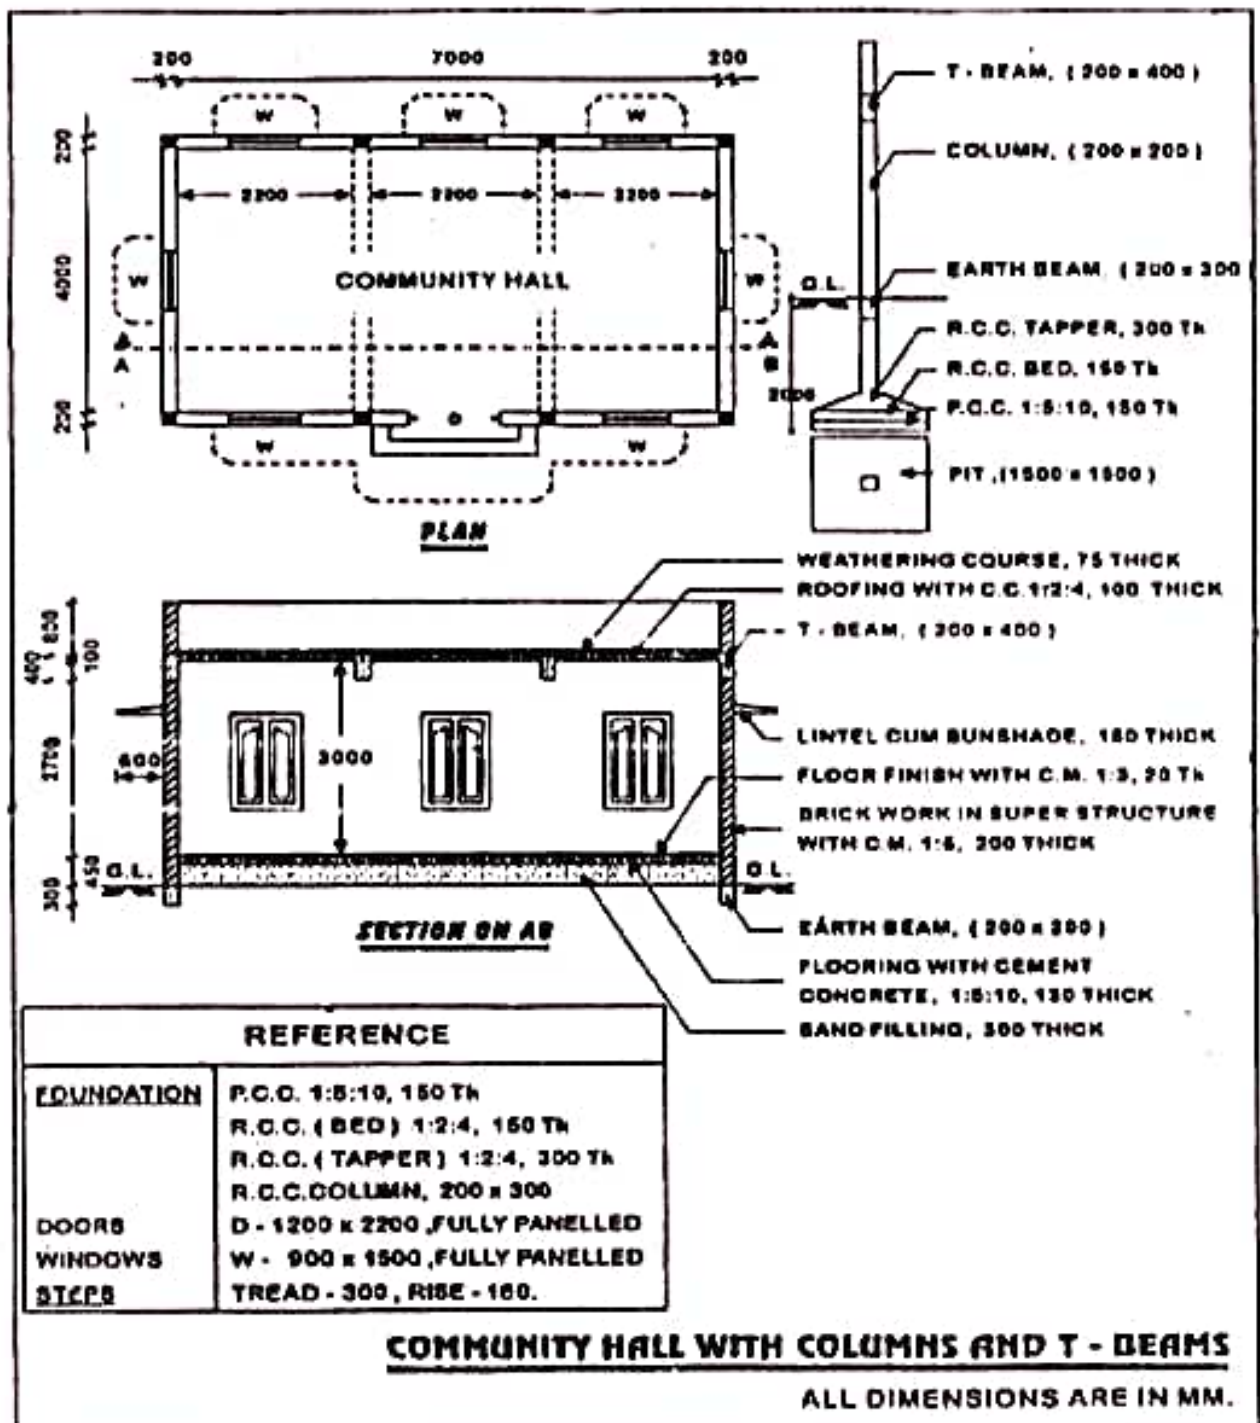 200 7000 200
T - BEAM, ( 200 x 400 )
W W W
200
COLUMN, ( 200 x 200 )
2200 2200 2200
4000
W COMMUNITY HALL W
EARTH BEAM, ( 200 x 300
G.L.
R.C.C. TAPPER, 300 Th
A A
A B
R.C.C. BED, 150 Th
2000
P.C.C. 1:5:10, 150 Th
200
D
W W
PIT ,(1500 x 1500 )
PLAN
WEATHERING COURSE, 75 THICK
ROOFING WITH C.C. 1:2:4, 100 THICK
T - BEAM, ( 200 x 400 )
400 100
LINTEL CUM SUNSHADE, 150 THICK
2700 600 3000
FLOOR FINISH WITH C.M. 1:3, 20 Th
BRICK WORK IN SUPER STRUCTURE
WITH C.M. 1:5, 200 THICK
G.L. G.L.
300 450
SECTION ON AB
EARTH BEAM, ( 200 x 300 )
FLOORING WITH CEMENT
CONCRETE, 1:5:10, 130 THICK
SAND FILLING, 300 THICK
REFERENCE
FOUNDATION P.C.C. 1:5:10, 150 Th
R.C.C. ( BED ) 1:2:4, 150 Th
R.C.C. ( TAPPER ) 1:2:4, 300 Th
R.C.C.COLUMN, 200 x 300
DOORS D - 1200 x 2200 ,FULLY PANELLED
WINDOWS W - 900 x 1500 ,FULLY PANELLED
STEPS TREAD - 300 , RISE - 160.
COMMUNITY HALL WITH COLUMNS AND T - BEAMS
ALL DIMENSIONS ARE IN MM.